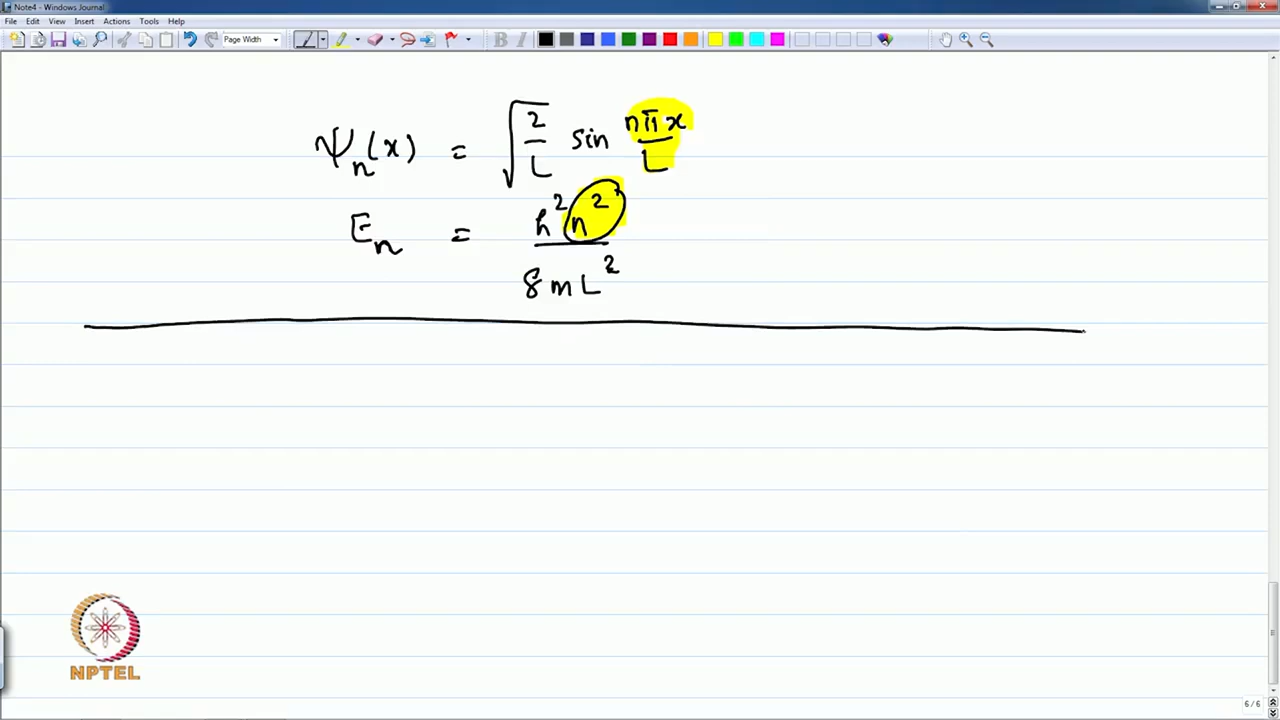 Note4 - Windows Journal
File Edit View Insert Actions Tools Help
Page Width
ψn(x) = √(2/L) sin nπx/L
En = h²n²/8mL²
NPTEL
6/6